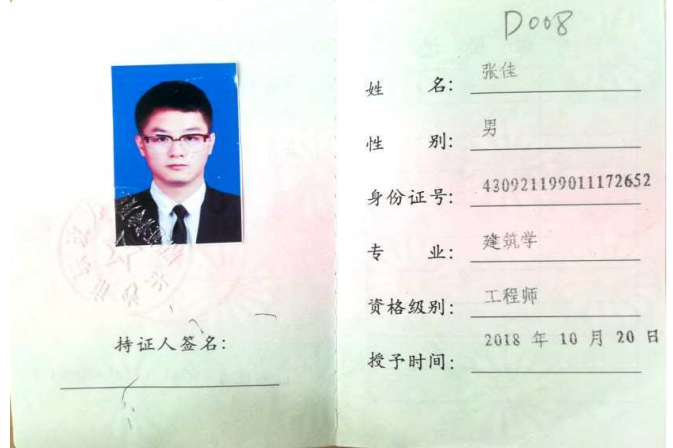 D008
姓 名: 张佳
性 别: 男
身份证号: 430921199011172652
专 业: 建筑学
资格级别: 工程师
授予时间: 2018 年 10 月 20 日
持证人签名: